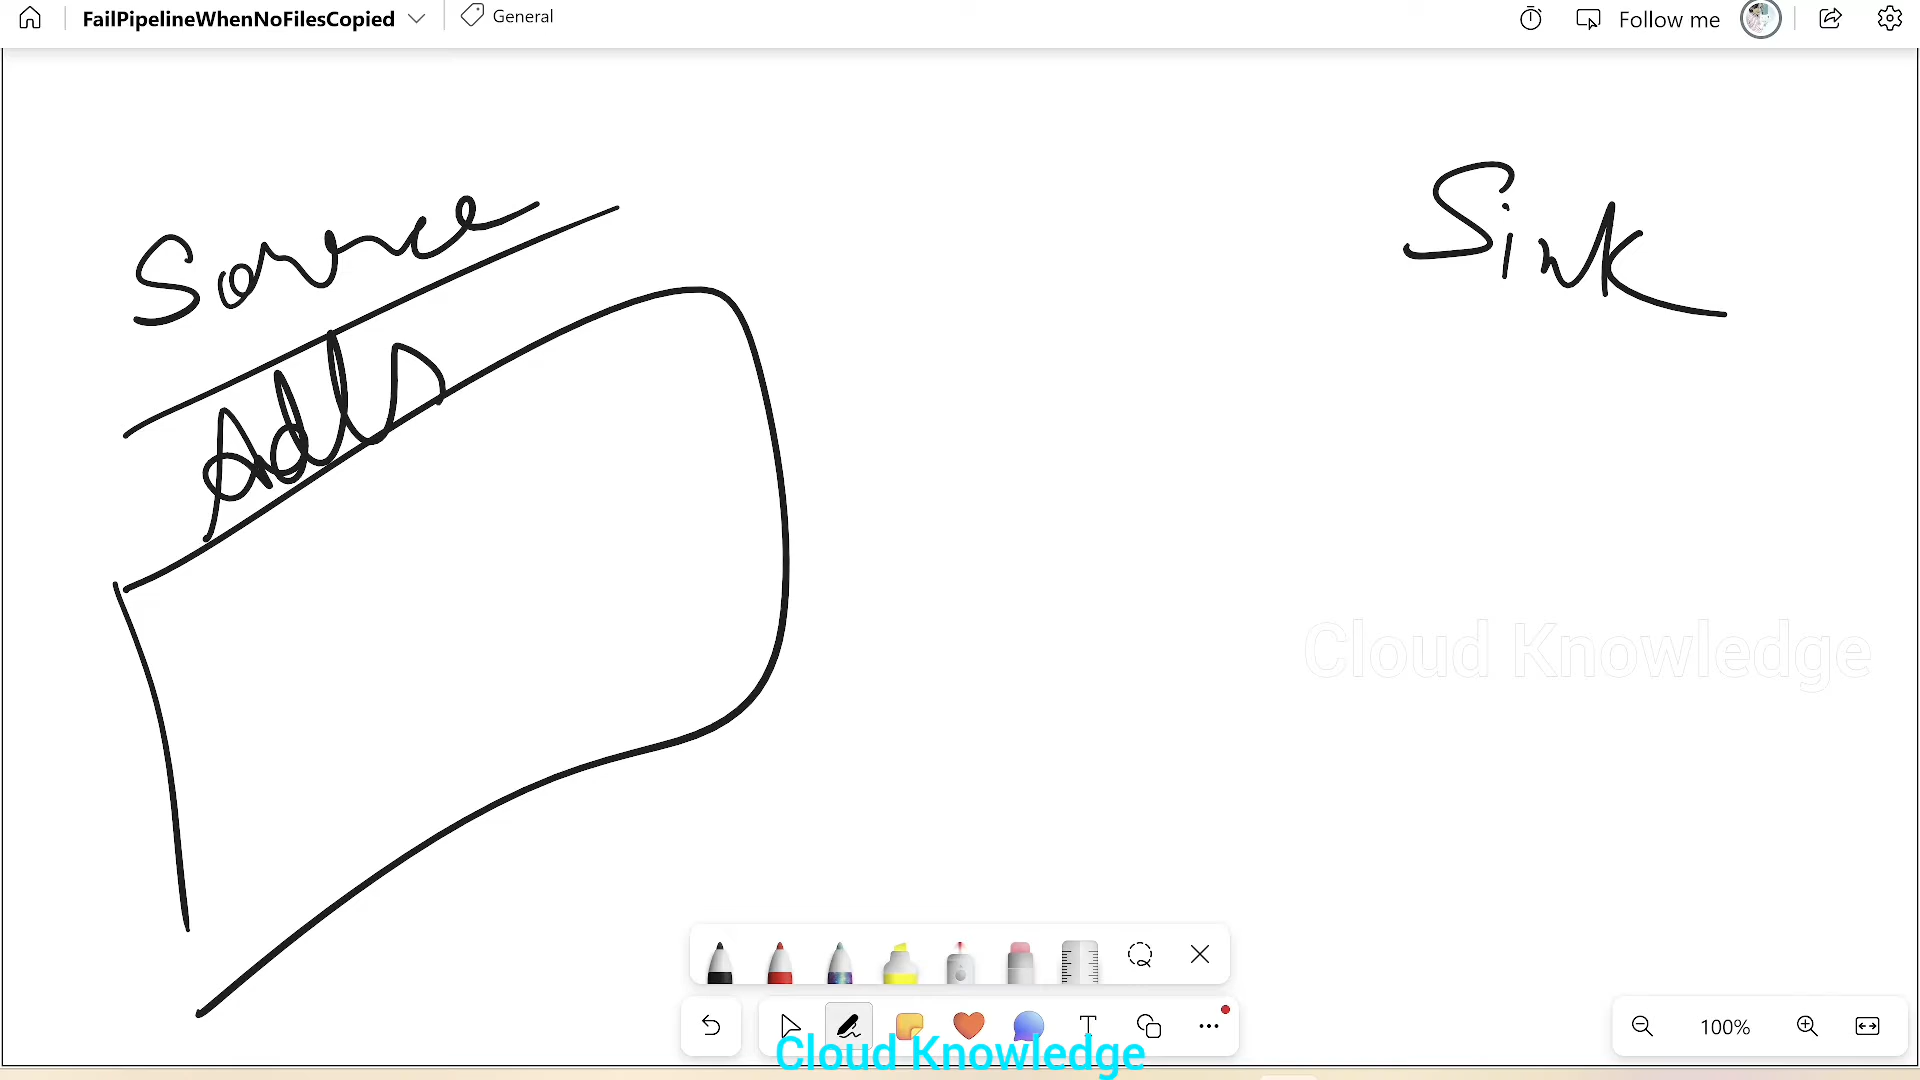 FailPipelineWhenNoFilesCopied
General
Follow me
Source
Sink
Adls
Cloud Knowledge
100%
Cloud Knowledge